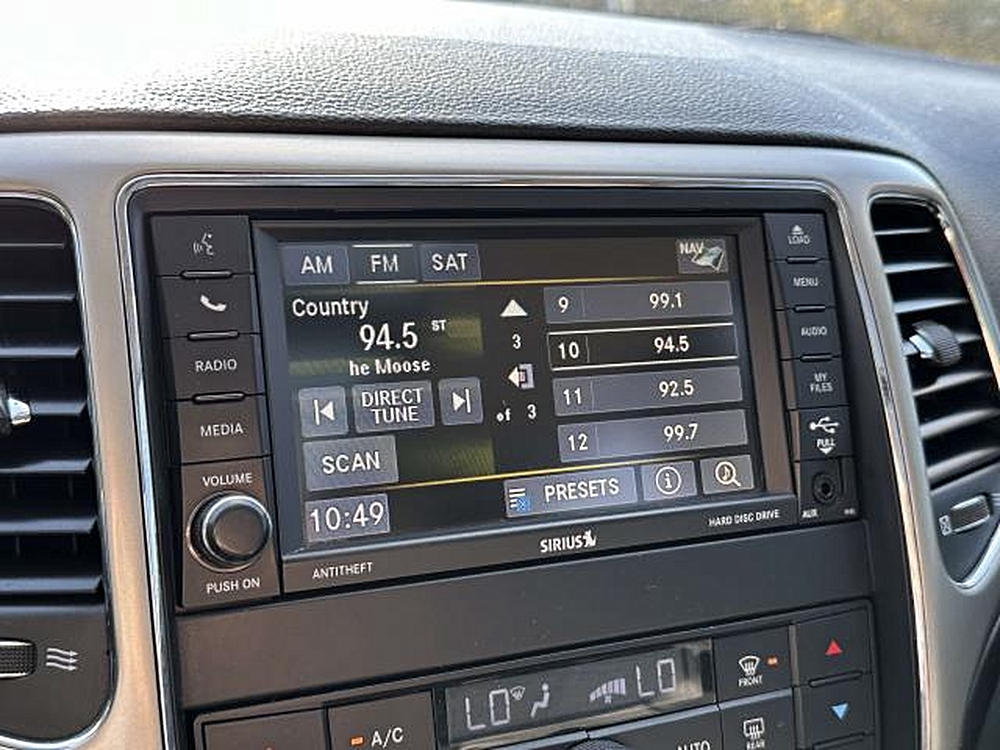 AM FM SAT NAV
LOAD
MENU
AUDIO
MY
FILES
PULL
AUX
RADIO
MEDIA
VOLUME
PUSH ON
Country
94.5 ST
he Moose
DIRECT
TUNE
SCAN
10:49
3
of 3
9 99.1
10 94.5
11 92.5
12 99.7
PRESETS
i
SIRIUS
HARD DISC DRIVE
ANTITHEFT
LO LO
FRONT
A/C
AUTO
REAR